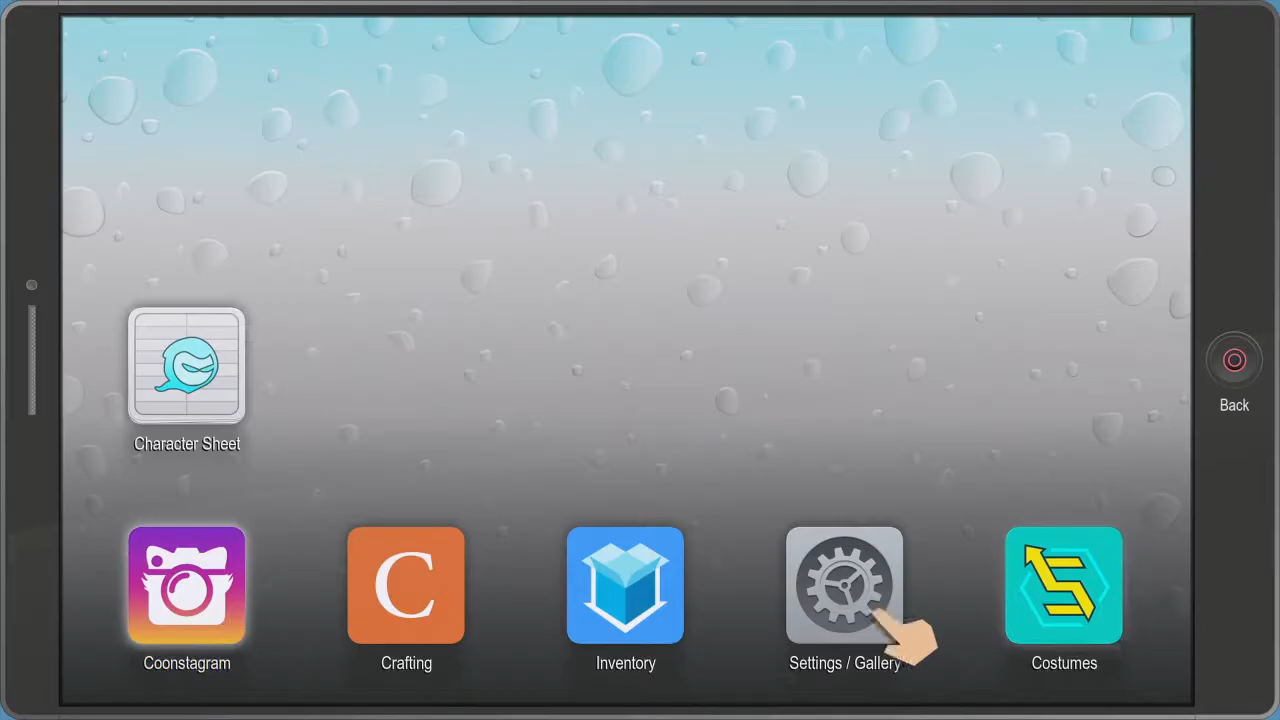 Back
Character Sheet
C
Coonstagram
Crafting
Inventory
Settings / Gallery
Costumes